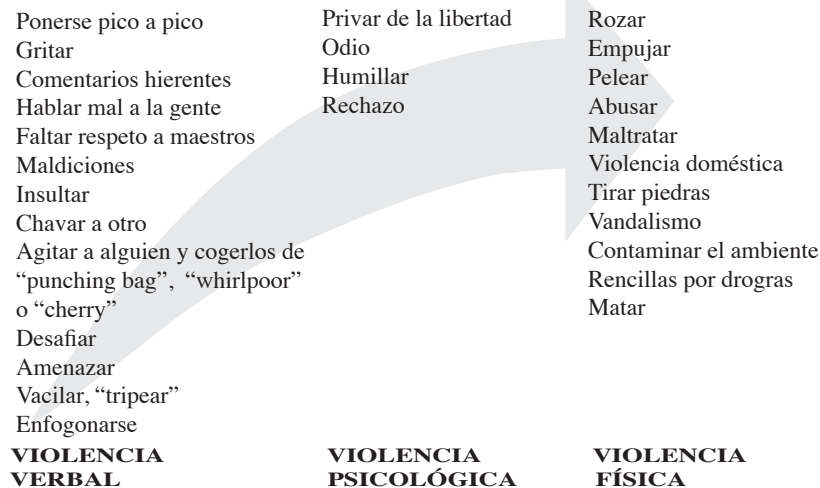 Ponerse pico a pico
Gritar
Comentarios hierentes
Hablar mal a la gente
Faltar respeto a maestros
Maldiciones
Insultar
Chavar a otro
Agitar a alguien y cogerlos de
“punching bag”, “whirlpoor”
o “cherry”
Desafiar
Amenazar
Vacilar, “tripear”
Enfogonarse
VIOLENCIA
VERBAL
Privar de la libertad
Odio
Humillar
Rechazo
VIOLENCIA
PSICOLÓGICA
Rozar
Empujar
Pelear
Abusar
Maltratar
Violencia doméstica
Tirar piedras
Vandalismo
Contaminar el ambiente
Rencillas por drogras
Matar
VIOLENCIA
FÍSICA